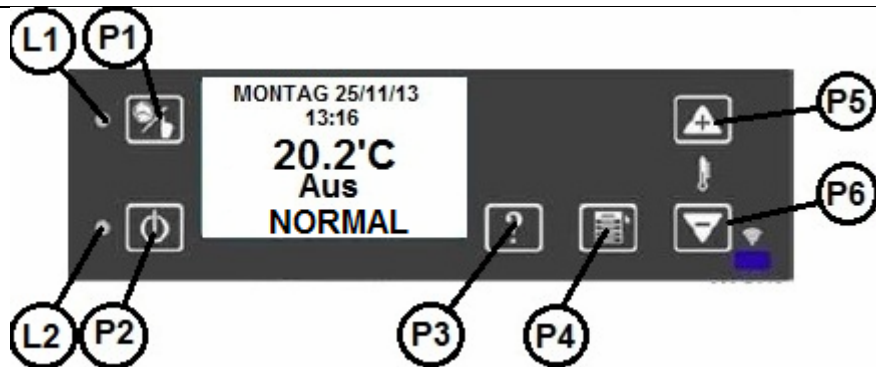 L1 P1
MONTAG 25/11/13
13:16
20.2'C
Aus
NORMAL
P5
P6
?
L2 P2 P3 P4